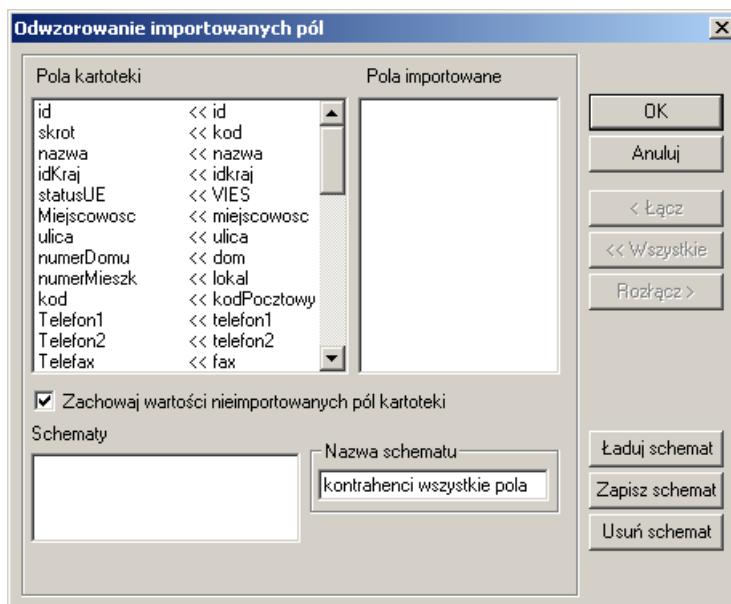 Odwzorowanie importowanych pól
Pola kartoteki
Pola importowane
id << id
skrot << kod
nazwa << nazwa
idKraj << idkraj
statusUE << VIES
Miejscowosc << miejscowosc
ulica << ulica
numerDomu << dom
numerMieszk << lokal
kod << kodPocztowy
Telefon1 << telefon1
Telefon2 << telefon2
Telefax << fax
OK
Anuluj
< Łącz
<< Wszystkie
Rozłącz >
Zachowaj wartości nieimportowanych pól kartoteki
Schematy
Nazwa schematu
kontrahenci wszystkie pola
Ładuj schemat
Zapisz schemat
Usuń schemat